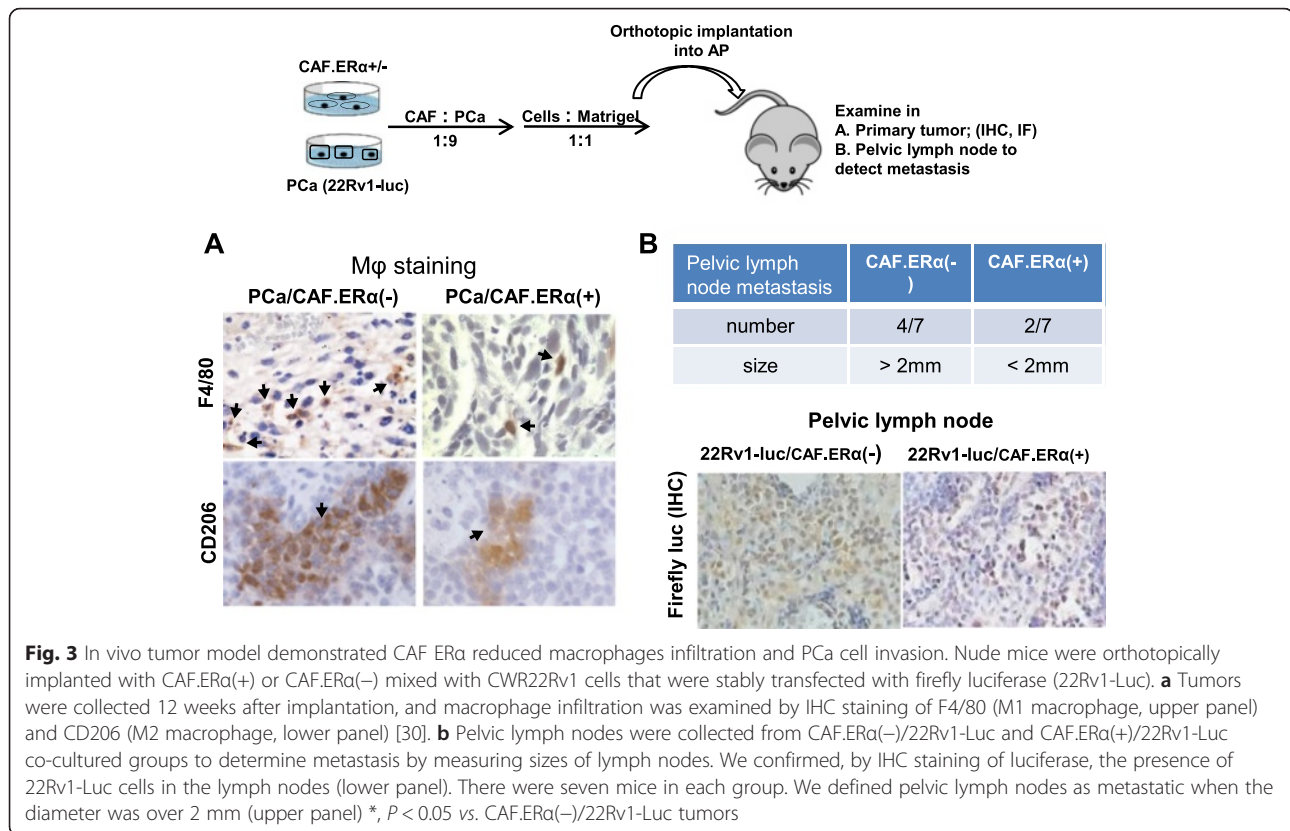 Orthotopic implantation
into AP
CAF.ERα+/-
CAF : PCa
1:9
Cells : Matrigel
1:1
PCa (22Rv1-luc)
Examine in
A. Primary tumor; (IHC, IF)
B. Pelvic lymph node to
detect metastasis
A
Mφ staining
PCa/CAF.ERα(-) PCa/CAF.ERα(+)
F4/80
CD206
B
Pelvic lymph
node metastasis
CAF.ERα(-
)
CAF.ERα(+)
number 4/7 2/7
size > 2mm < 2mm
Pelvic lymph node
22Rv1-luc/CAF.ERα(-) 22Rv1-luc/CAF.ERα(+)
Firefly luc (IHC)
Fig. 3 In vivo tumor model demonstrated CAF ERα reduced macrophages infiltration and PCa cell invasion. Nude mice were orthotopically
implanted with CAF.ERα(+) or CAF.ERα(−) mixed with CWR22Rv1 cells that were stably transfected with firefly luciferase (22Rv1-Luc). a Tumors
were collected 12 weeks after implantation, and macrophage infiltration was examined by IHC staining of F4/80 (M1 macrophage, upper panel)
and CD206 (M2 macrophage, lower panel) [30]. b Pelvic lymph nodes were collected from CAF.ERα(−)/22Rv1-Luc and CAF.ERα(+)/22Rv1-Luc
co-cultured groups to determine metastasis by measuring sizes of lymph nodes. We confirmed, by IHC staining of luciferase, the presence of
22Rv1-Luc cells in the lymph nodes (lower panel). There were seven mice in each group. We defined pelvic lymph nodes as metastatic when the
diameter was over 2 mm (upper panel) *, P < 0.05 vs. CAF.ERα(−)/22Rv1-Luc tumors